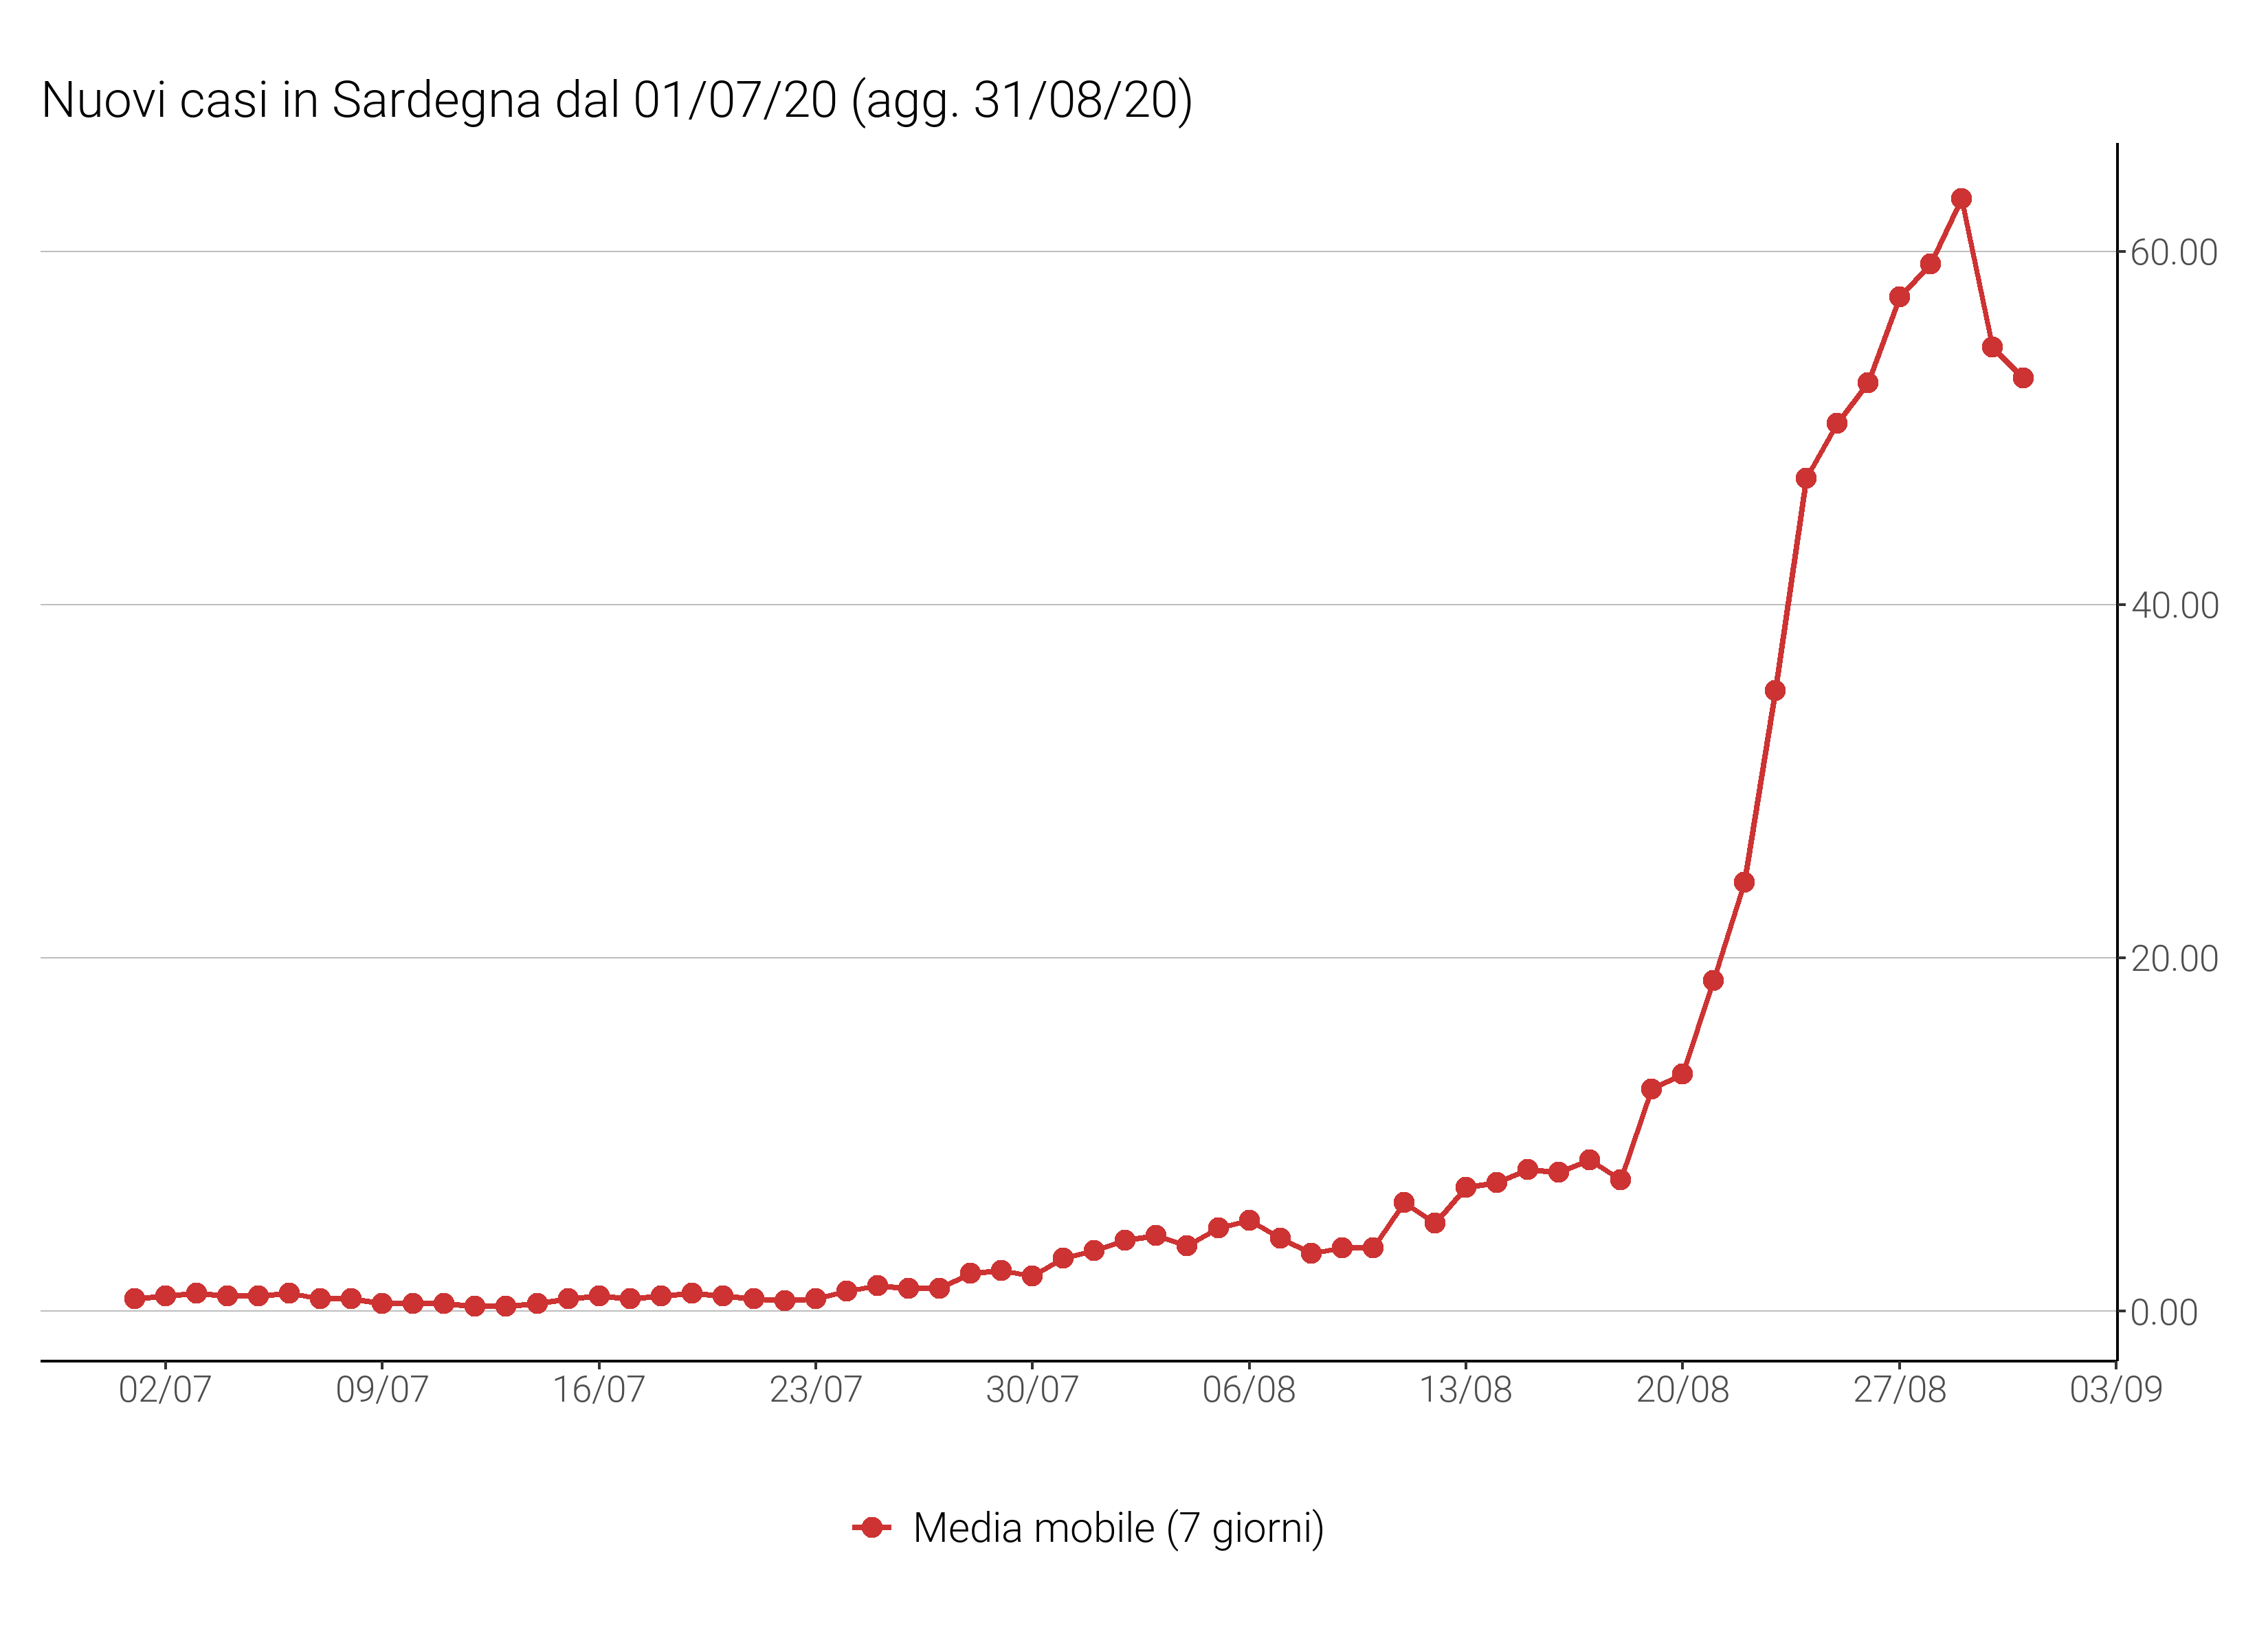 Nuovi casi in Sardegna dal 01/07/20 (agg. 31/08/20)
60.00
40.00
20.00
0.00
02/07 09/07 16/07 23/07 30/07 06/08 13/08 20/08 27/08 03/09
Media mobile (7 giorni)